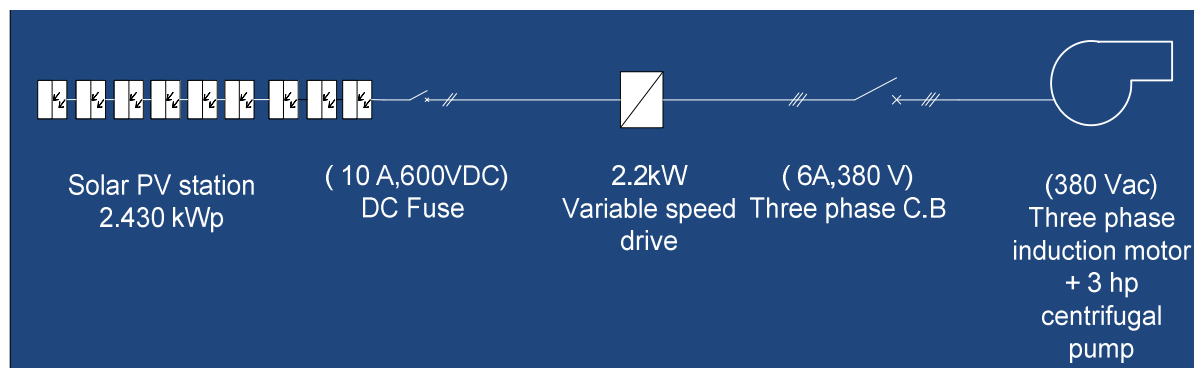 Solar PV station
2.430 kWp
( 10 A,600VDC)
DC Fuse
2.2kW
Variable speed
drive
( 6A,380 V)
Three phase C.B
(380 Vac)
Three phase
induction motor
+ 3 hp
centrifugal
pump